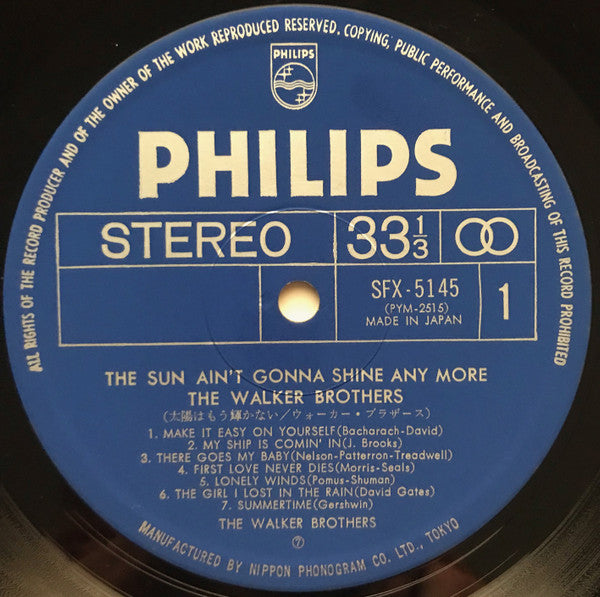 ALL RIGHTS OF THE RECORD PRODUCER AND OF THE OWNER OF THE WORK REPRODUCED RESERVED. COPYING, PUBLIC PERFORMANCE AND BROADCASTING OF THIS RECORD PROHIBITED
PHILIPS
PHILIPS
STEREO 33⅓
SFX-5145
(PYM-2515)
MADE IN JAPAN
1
THE SUN AIN'T GONNA SHINE ANY MORE
THE WALKER BROTHERS
(太陽はもう輝かない/ウォーカー・ブラザース)
1. MAKE IT EASY ON YOURSELF(Bacharach-David)
2. MY SHIP IS COMIN' IN(J. Brooks)
3. THERE GOES MY BABY(Nelson-Patterron-Treadwell)
4. FIRST LOVE NEVER DIES(Morris-Seals)
5. LONELY WINDS(Pomus-Shuman)
6. THE GIRL I LOST IN THE RAIN(David Gates)
7. SUMMERTIME(Gershwin)
THE WALKER BROTHERS
⑦
MANUFACTURED BY NIPPON PHONOGRAM CO. LTD., TOKYO